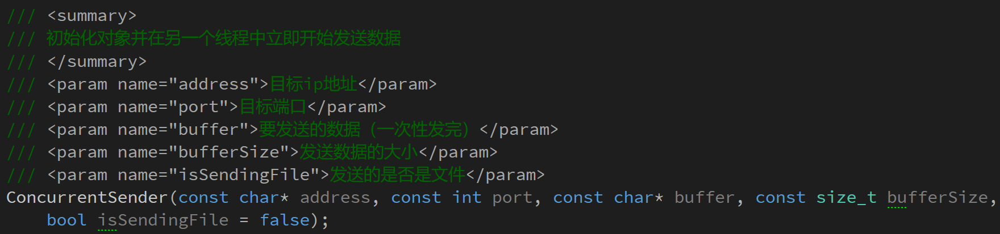 /// <summary>
/// 初始化对象并在另一个线程中立即开始发送数据
/// </summary>
/// <param name="address">目标ip地址</param>
/// <param name="port">目标端口</param>
/// <param name="buffer">要发送的数据（一次性发完）</param>
/// <param name="bufferSize">发送数据的大小</param>
/// <param name="isSendingFile">发送的是否是文件</param>
ConcurrentSender(const char* address, const int port, const char* buffer, const size_t bufferSize,
    bool isSendingFile = false);